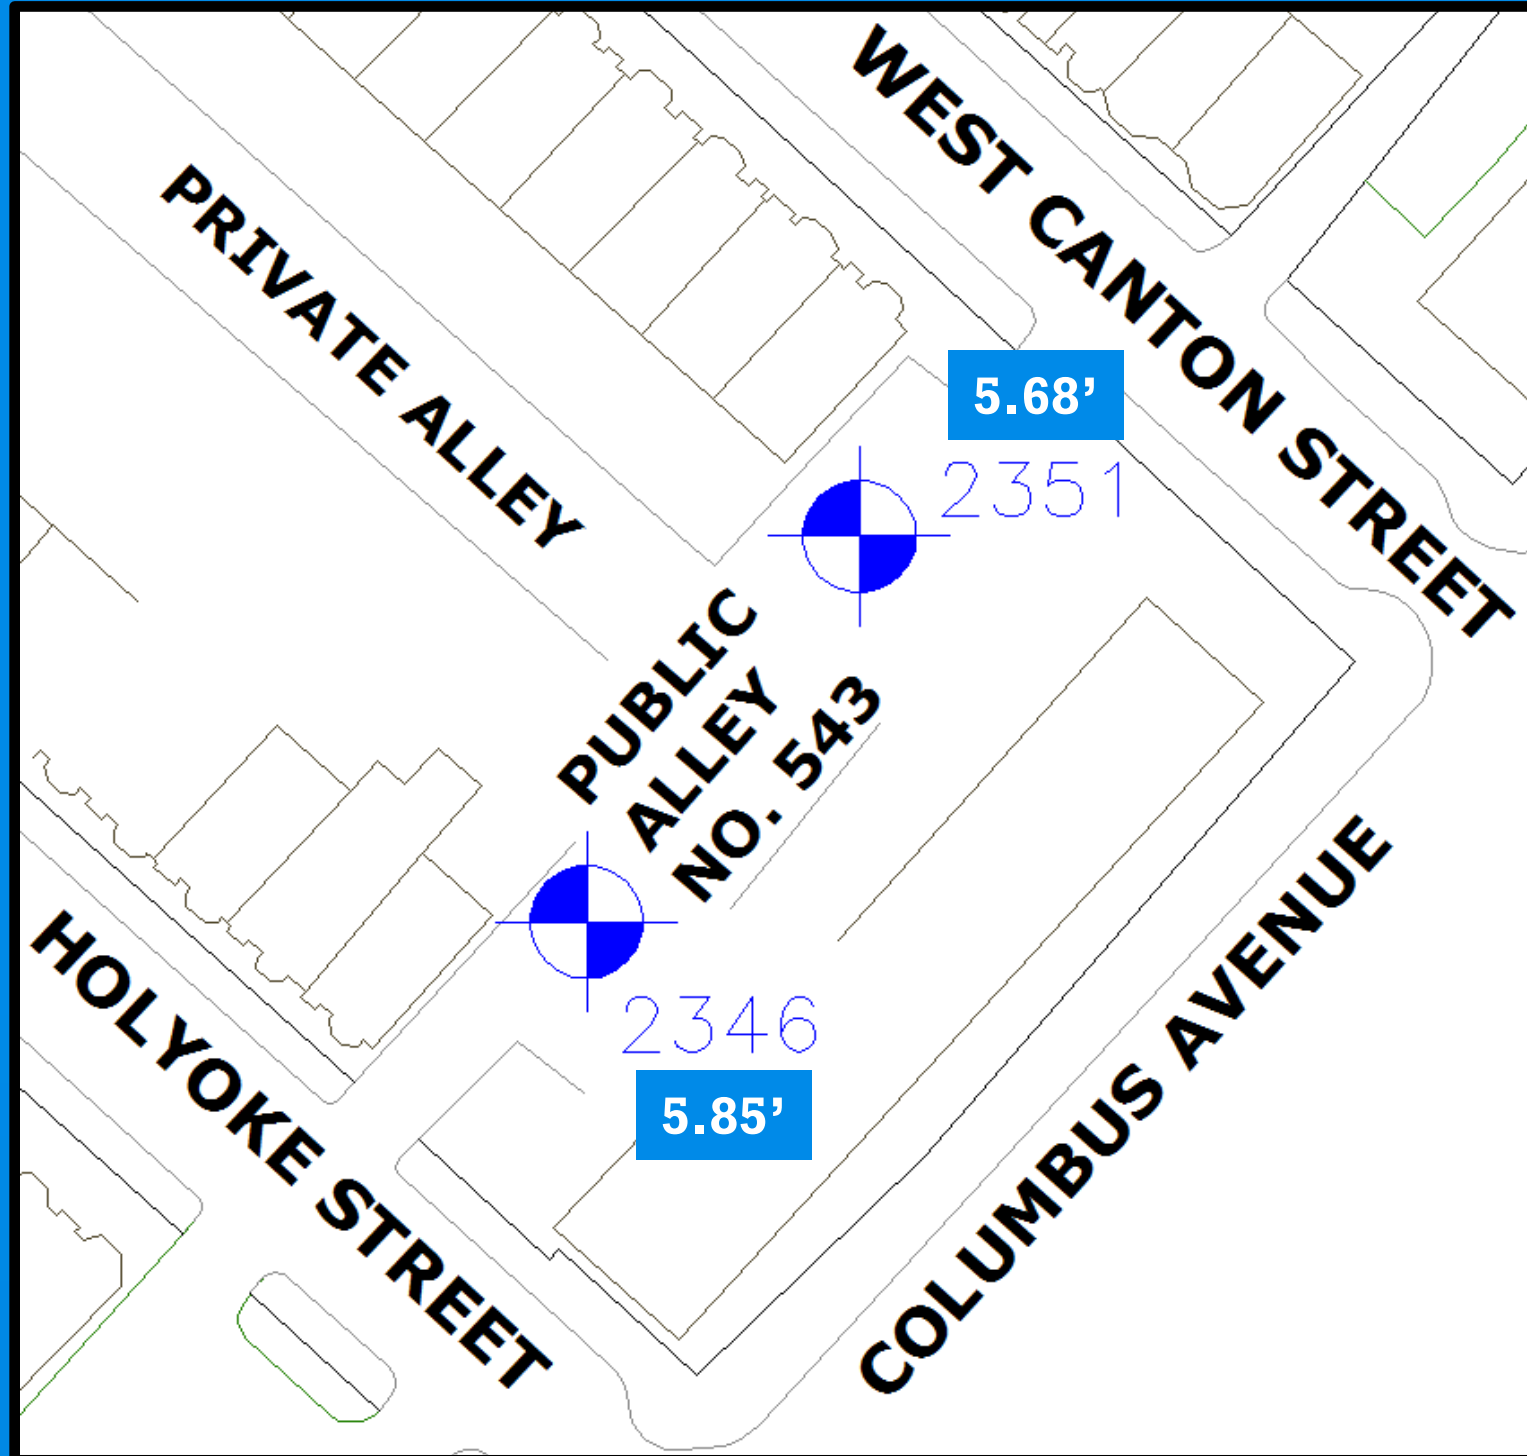 WEST CANTON STREET
PRIVATE ALLEY
5.68’
2351
PUBLIC
ALLEY
NO. 543
HOLYOKE STREET
2346
5.85’
COLUMBUS AVENUE